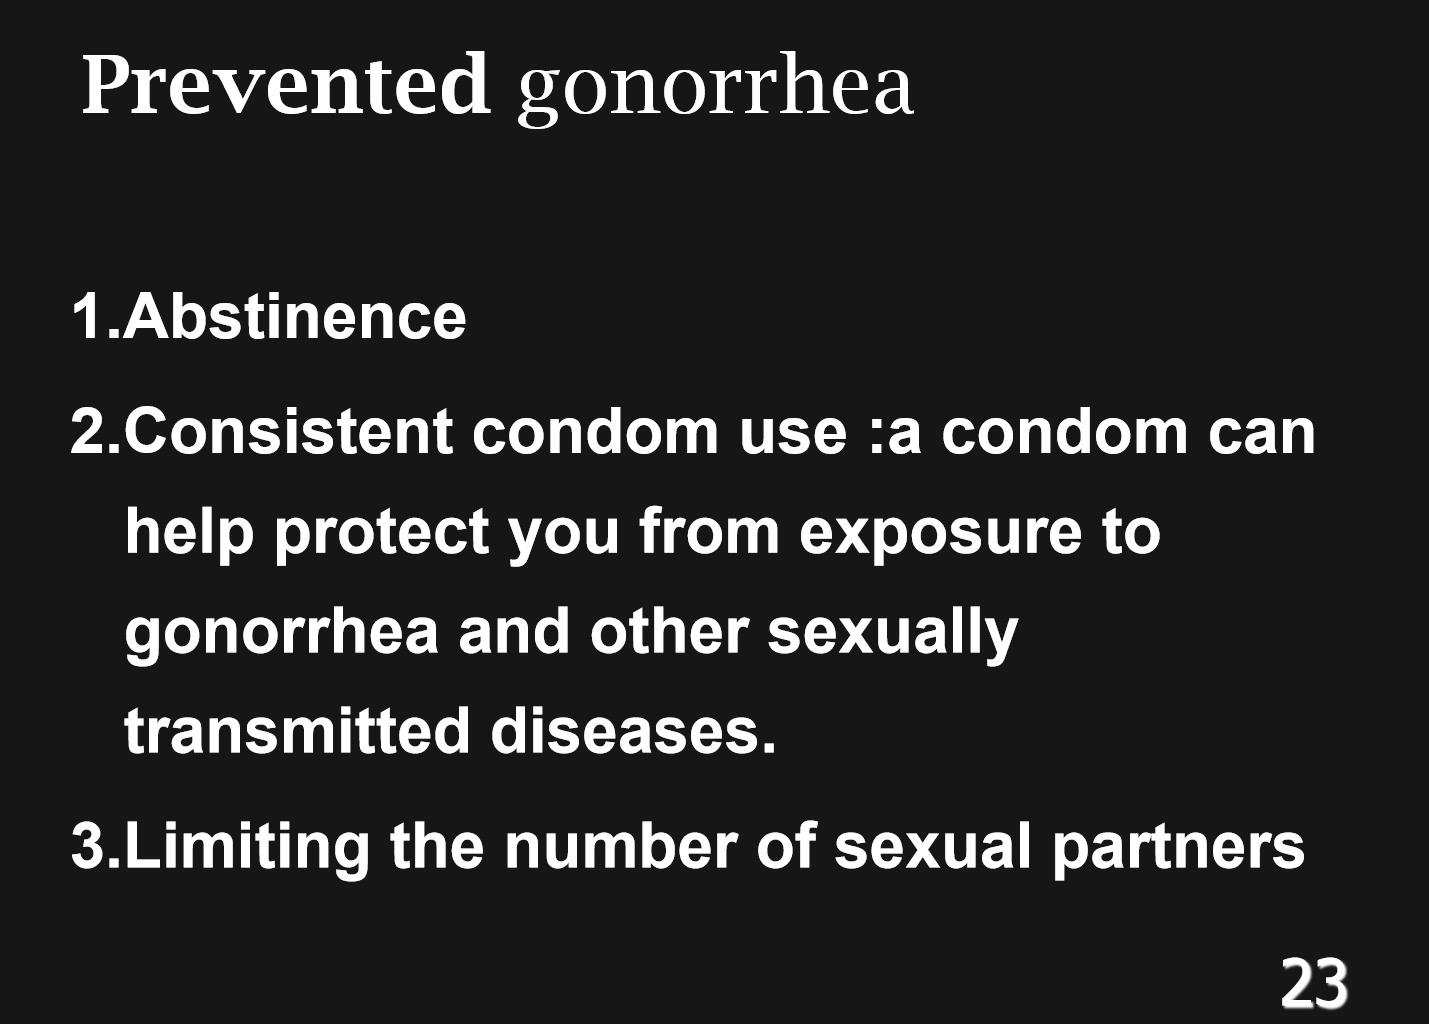 Prevented gonorrhea
1.Abstinence
2.Consistent condom use :a condom can
help protect you from exposure to
gonorrhea and other sexually
transmitted diseases.
3.Limiting the number of sexual partners
23